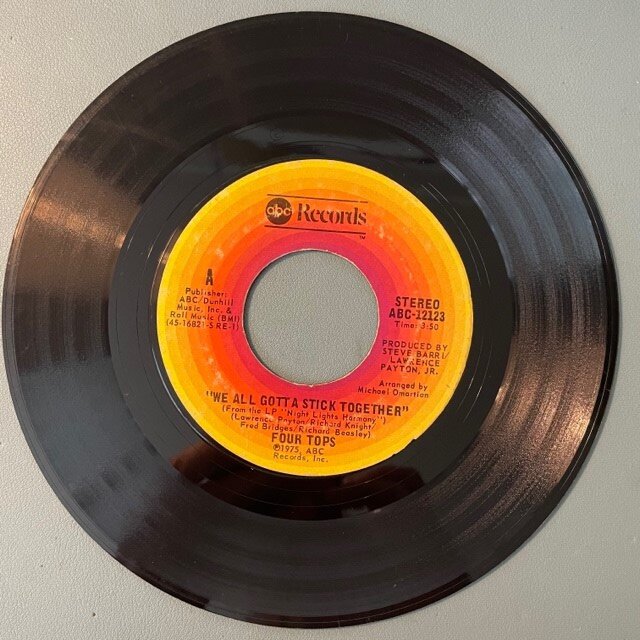 abc Records
TM
A
Publisher:
ABC/Dunhill
Music, Inc. &
Roll Music (BMI)
(45-16821-S RE-1)
STEREO
ABC-12123
Time: 3:50
PRODUCED BY
STEVE BARRI/
LAWRENCE
PAYTON, JR.
Arranged by
Michael Omartian
"WE ALL GOTTA STICK TOGETHER"
(From the LP "Night Lights Harmony")
(Lawrence Payton/Richard Knight/
Fred Bridges/Richard Beasley)
FOUR TOPS
℗1975, ABC
Records, Inc.